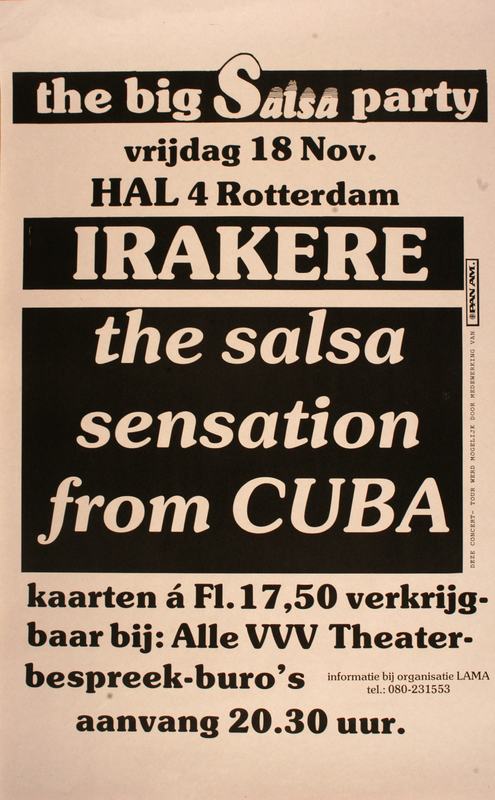 the big Salsa party
vrijdag 18 Nov.
HAL 4 Rotterdam
IRAKERE
the salsa
sensation
from CUBA
PAN AM.
DEZE CONCERT- TOUR WERD MOGELIJK DOOR MEDEWERKING VAN
kaarten á Fl.17,50 verkrijg-
baar bij: Alle VVV Theater-
bespreek-buro's
informatie bij organisatie LAMA
tel.: 080-231553
aanvang 20.30 uur.